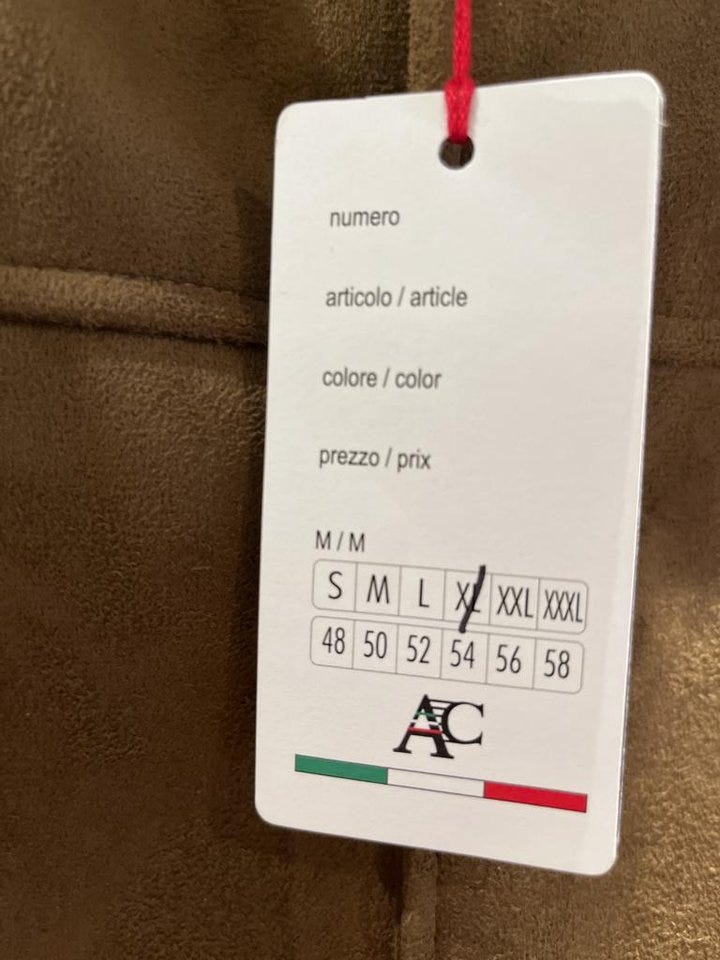 numero
articolo / article
colore / color
prezzo / prix
M / M
S M L XL XXL XXXL
48 50 52 54 56 58
AC